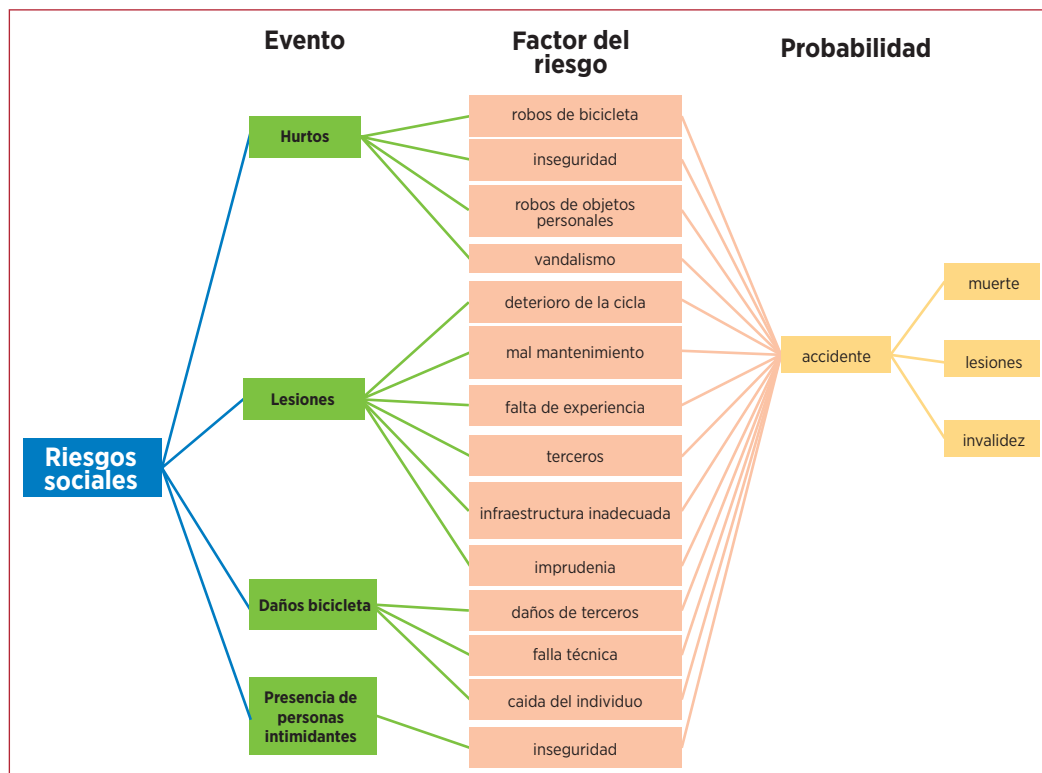 Evento
Factor del
riesgo
Probabilidad
Riesgos
sociales
Hurtos
Lesiones
Daños bicicleta
Presencia de
personas
intimidantes
robos de bicicleta
inseguridad
robos de objetos
personales
vandalismo
deterioro de la cicla
mal mantenimiento
falta de experiencia
terceros
infraestructura inadecuada
imprudenia
daños de terceros
falla técnica
caida del individuo
inseguridad
accidente
muerte
lesiones
invalidez